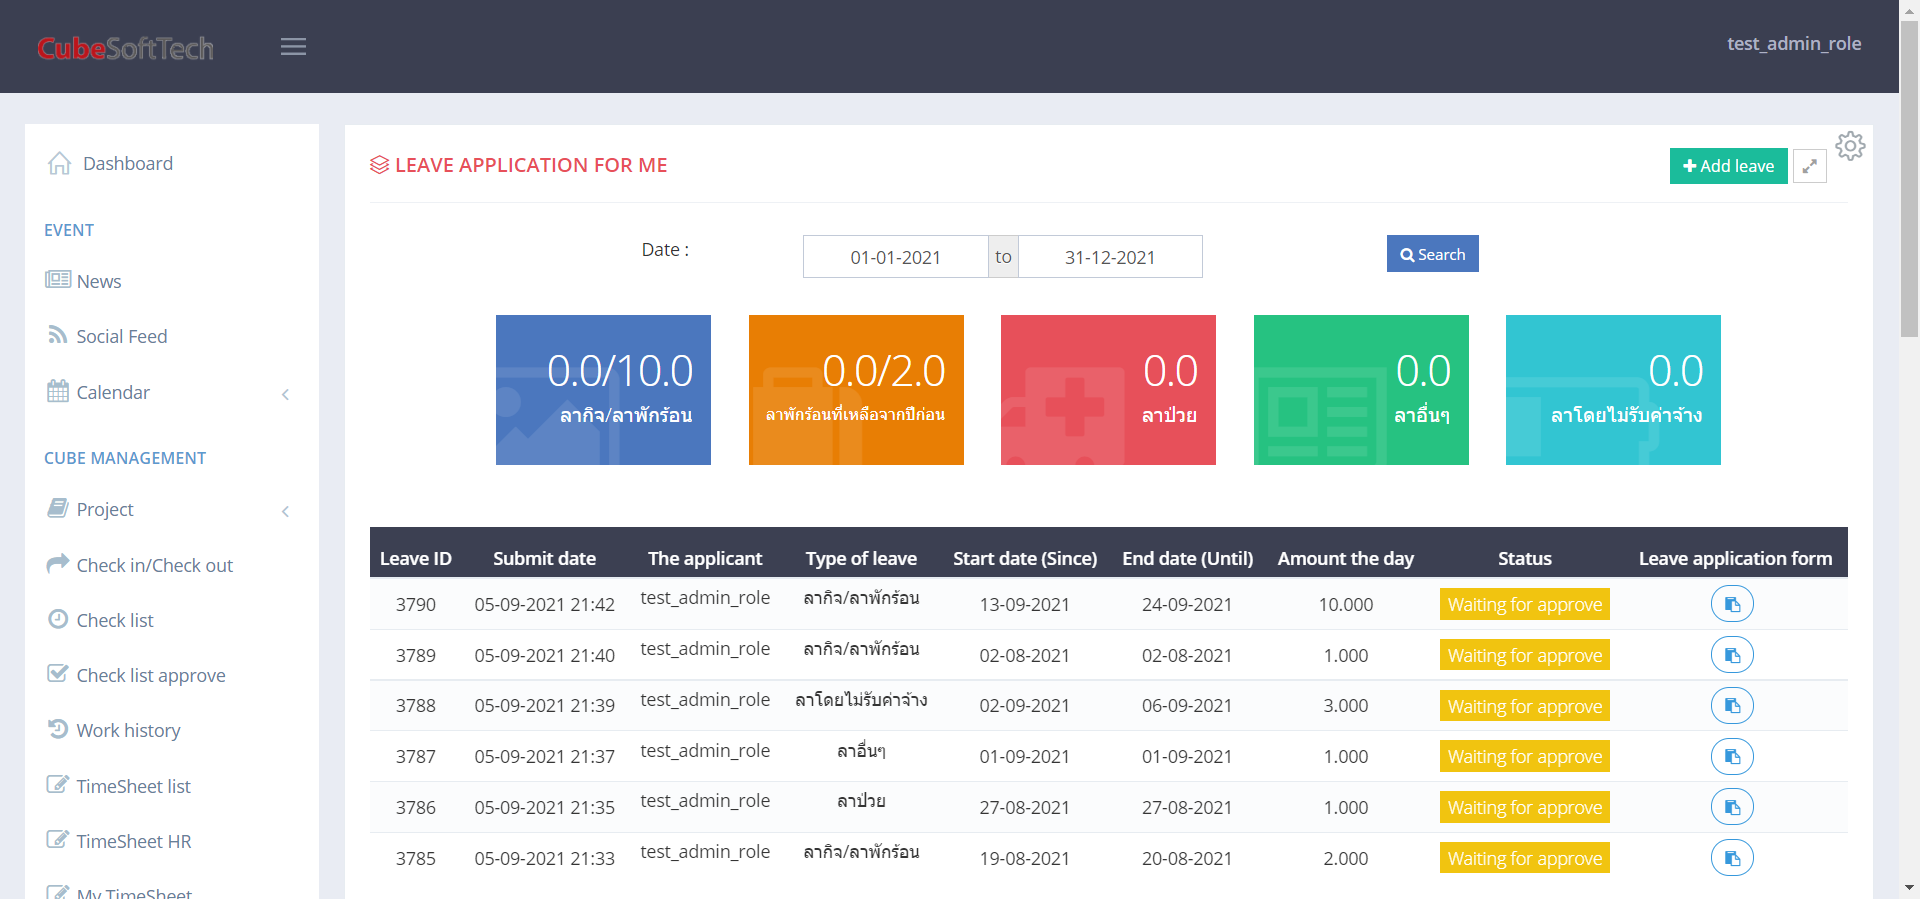 CubeSoftTech
test_admin_role
Dashboard
EVENT
News
Social Feed
Calendar
CUBE MANAGEMENT
Project
Check in/Check out
Check list
Check list approve
Work history
TimeSheet list
TimeSheet HR
My TimeSheet
LEAVE APPLICATION FOR ME
Add leave
Date :
01-01-2021 to 31-12-2021
Search
0.0/10.0
ลากิจ/ลาพักร้อน
0.0/2.0
ลาพักร้อนที่เหลือจากปีก่อน
0.0
ลาป่วย
0.0
ลาอื่นๆ
0.0
ลาโดยไม่รับค่าจ้าง
Leave ID Submit date The applicant Type of leave Start date (Since) End date (Until) Amount the day Status Leave application form
3790 05-09-2021 21:42 test_admin_role ลากิจ/ลาพักร้อน 13-09-2021 24-09-2021 10.000 Waiting for approve
3789 05-09-2021 21:40 test_admin_role ลากิจ/ลาพักร้อน 02-08-2021 02-08-2021 1.000 Waiting for approve
3788 05-09-2021 21:39 test_admin_role ลาโดยไม่รับค่าจ้าง 02-09-2021 06-09-2021 3.000 Waiting for approve
3787 05-09-2021 21:37 test_admin_role ลาอื่นๆ 01-09-2021 01-09-2021 1.000 Waiting for approve
3786 05-09-2021 21:35 test_admin_role ลาป่วย 27-08-2021 27-08-2021 1.000 Waiting for approve
3785 05-09-2021 21:33 test_admin_role ลากิจ/ลาพักร้อน 19-08-2021 20-08-2021 2.000 Waiting for approve